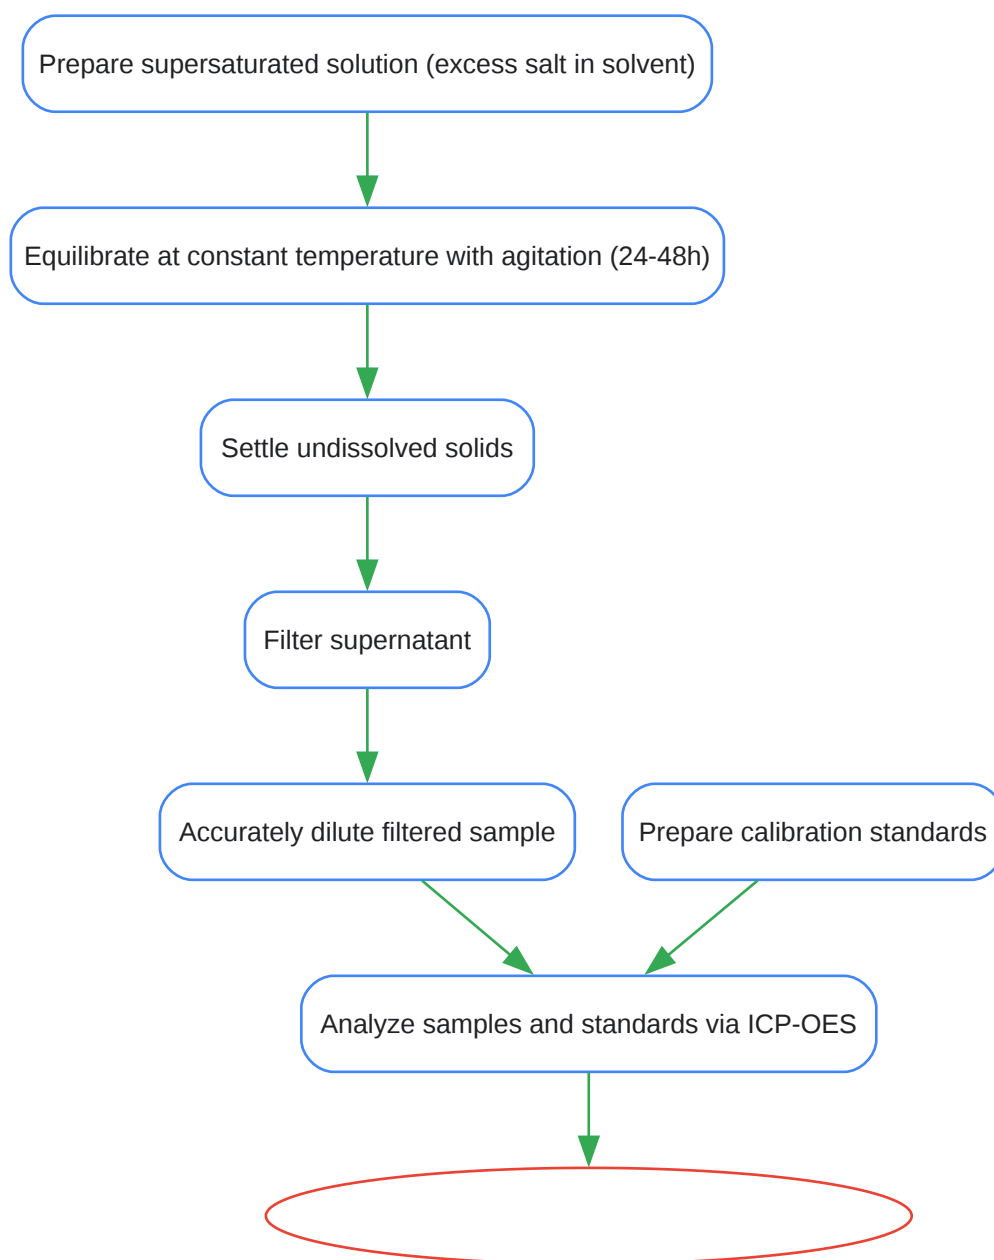 Prepare supersaturated solution (excess salt in solvent)
Equilibrate at constant temperature with agitation (24-48h)
Settle undissolved solids
Filter supernatant
Accurately dilute filtered sample
Prepare calibration standards
Analyze samples and standards via ICP-OES